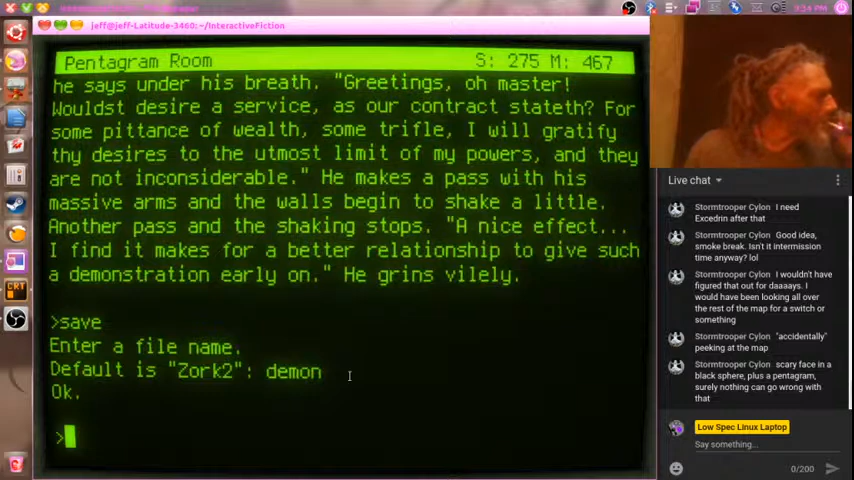 jeff@jeff-Latitude-3460:~/InteractiveFiction
Pentagram Room S: 275 M: 467
he says under his breath. "Greetings, oh master!
Wouldst desire a service, as our contract stateth? For
some pittance of wealth, some trifle, I will gratify
thy desires to the utmost limit of my powers, and they
are not inconsiderable." He makes a pass with his
massive arms and the walls begin to shake a little.
Another pass and the shaking stops. "A nice effect...
I find it makes for a better relationship to give such
a demonstration early on." He grins vilely.
>save
Enter a file name.
Default is "Zork2": demon
Ok.
>
CRT
Live chat
Stormtrooper Cylon I need
Excedrin after that
Stormtrooper Cylon Good idea,
smoke break. Isn't it intermission
time anyway? lol
Stormtrooper Cylon I wouldn't
have figured that out for daaaays. I
would have been looking all over
the rest of the map for a switch or
something
Stormtrooper Cylon "accidentally"
peeking at the map
Stormtrooper Cylon scary face in a
black sphere, plus a pentagram,
surely nothing can go wrong with
that
Low Spec Linux Laptop
Say something...
0/200